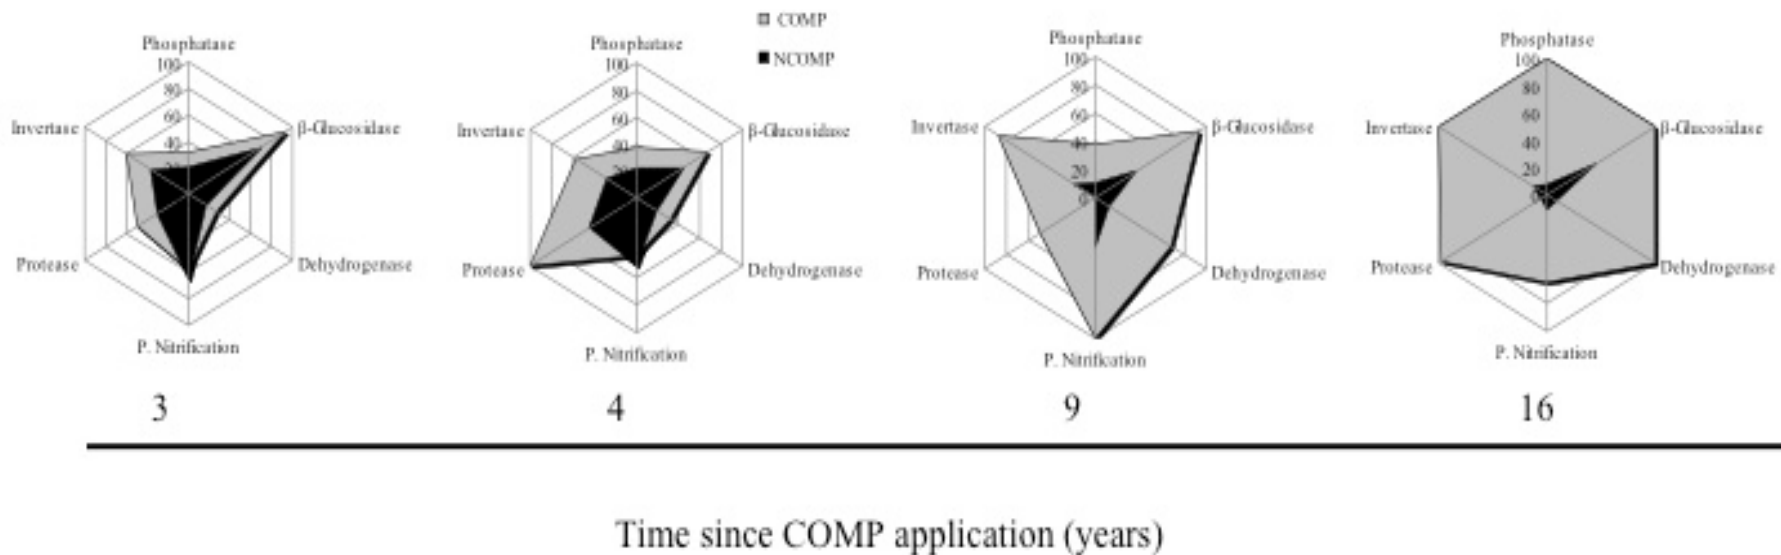 COMP
NCOMP
Phosphatase
100
80
60
40
20
Invertase
β-Glucosidase
Protease
Dehydrogenase
P. Nitrification
3
Phosphatase
100
80
60
40
20
Invertase
β-Glucosidase
Protease
Dehydrogenase
P. Nitrification
4
Phosphatase
100
80
60
40
20
0
Invertase
β-Glucosidase
Protease
Dehydrogenase
P. Nitrification
9
Phosphatase
100
80
60
40
20
0
Invertase
β-Glucosidase
Protease
Dehydrogenase
P. Nitrification
16
Time since COMP application (years)